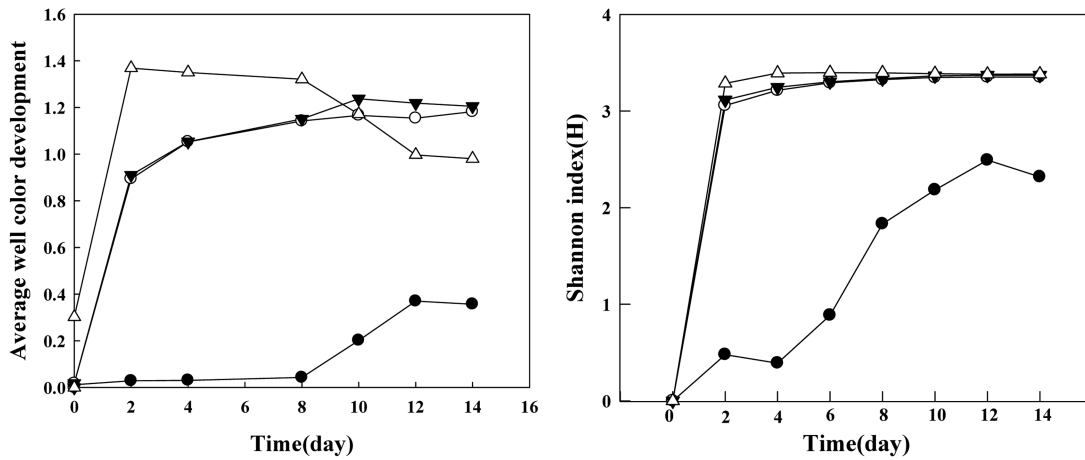 Average well color development
1.6
1.4
1.2
1.0
0.8
0.6
0.4
0.2
0.0
0 2 4 8 10 12 14 16
Time(day)
Shannon index(H)
4
3
2
1
0
0 2 4 6 8 10 12 14
Time(day)